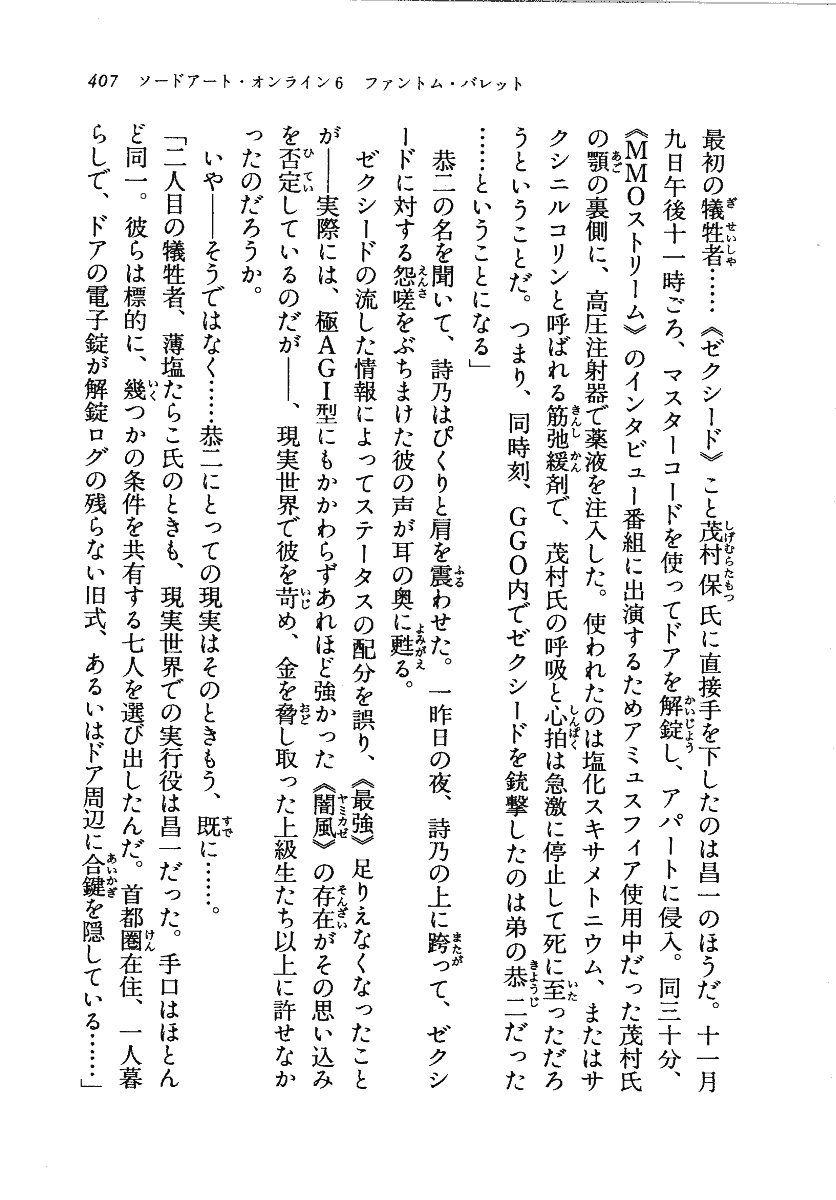 407　ソードアート・オンライン6　ファントム・バレット
最初の犠牲者……《ゼクシード》こと茂村保氏に直接手を下したのは昌一のほうだ。十一月
九日午後十一時ごろ、マスターコードを使ってドアを解錠し、アパートに侵入。同三十分、
《MMOストリーム》のインタビュー番組に出演するためアミュスフィア使用中だった茂村氏
の顎の裏側に、高圧注射器で薬液を注入した。使われたのは塩化スキサメトニウム、またはサ
クシニルコリンと呼ばれる筋弛緩剤で、茂村氏の呼吸と心拍は急激に停止して死に至っただろ
うということだ。つまり、同時刻、GGO内でゼクシードを銃撃したのは弟の恭二だった
……ということになる」
　恭二の名を聞いて、詩乃はぴくりと肩を震わせた。一昨日の夜、詩乃の上に跨って、ゼクシ
ードに対する怨嗟をぶちまけた彼の声が耳の奥に甦る。
　ゼクシードの流した情報によってステータスの配分を誤り、《最強》足りえなくなったこと
が——実際には、極AGI型にもかかわらずあれほど強かった《闇風》の存在がその思い込み
を否定しているのだが——、現実世界で彼を苛め、金を脅し取った上級生たち以上に許せなか
ったのだろうか。
　いや——そうではなく……恭二にとっての現実はそのときもう、既に……。
「二人目の犠牲者、薄塩たらこ氏のときも、現実世界での実行役は昌一だった。手口はほとん
ど同一。彼らは標的に、幾つかの条件を共有する七人を選び出したんだ。首都圏在住、一人暮
らしで、ドアの電子錠が解錠ログの残らない旧式、あるいはドア周辺に合鍵を隠している……」